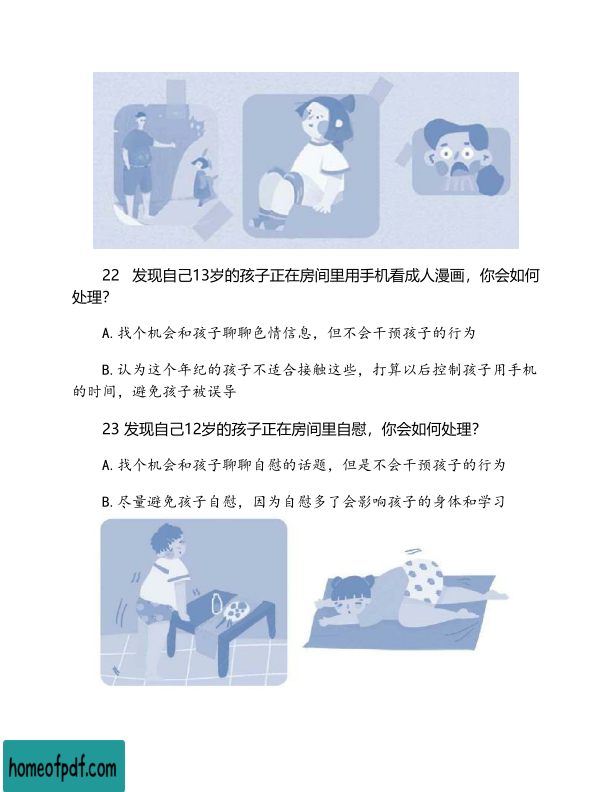 22 发现自己13岁的孩子正在房间里用手机看成人漫画，你会如何
处理？
A. 找个机会和孩子聊聊色情信息，但不会干预孩子的行为
B. 认为这个年纪的孩子不适合接触这些，打算以后控制孩子用手机
的时间，避免孩子被误导
23 发现自己12岁的孩子正在房间里自慰，你会如何处理？
A. 找个机会和孩子聊聊自慰的话题，但是不会干预孩子的行为
B. 尽量避免孩子自慰，因为自慰多了会影响孩子的身体和学习
homeofpdf.com